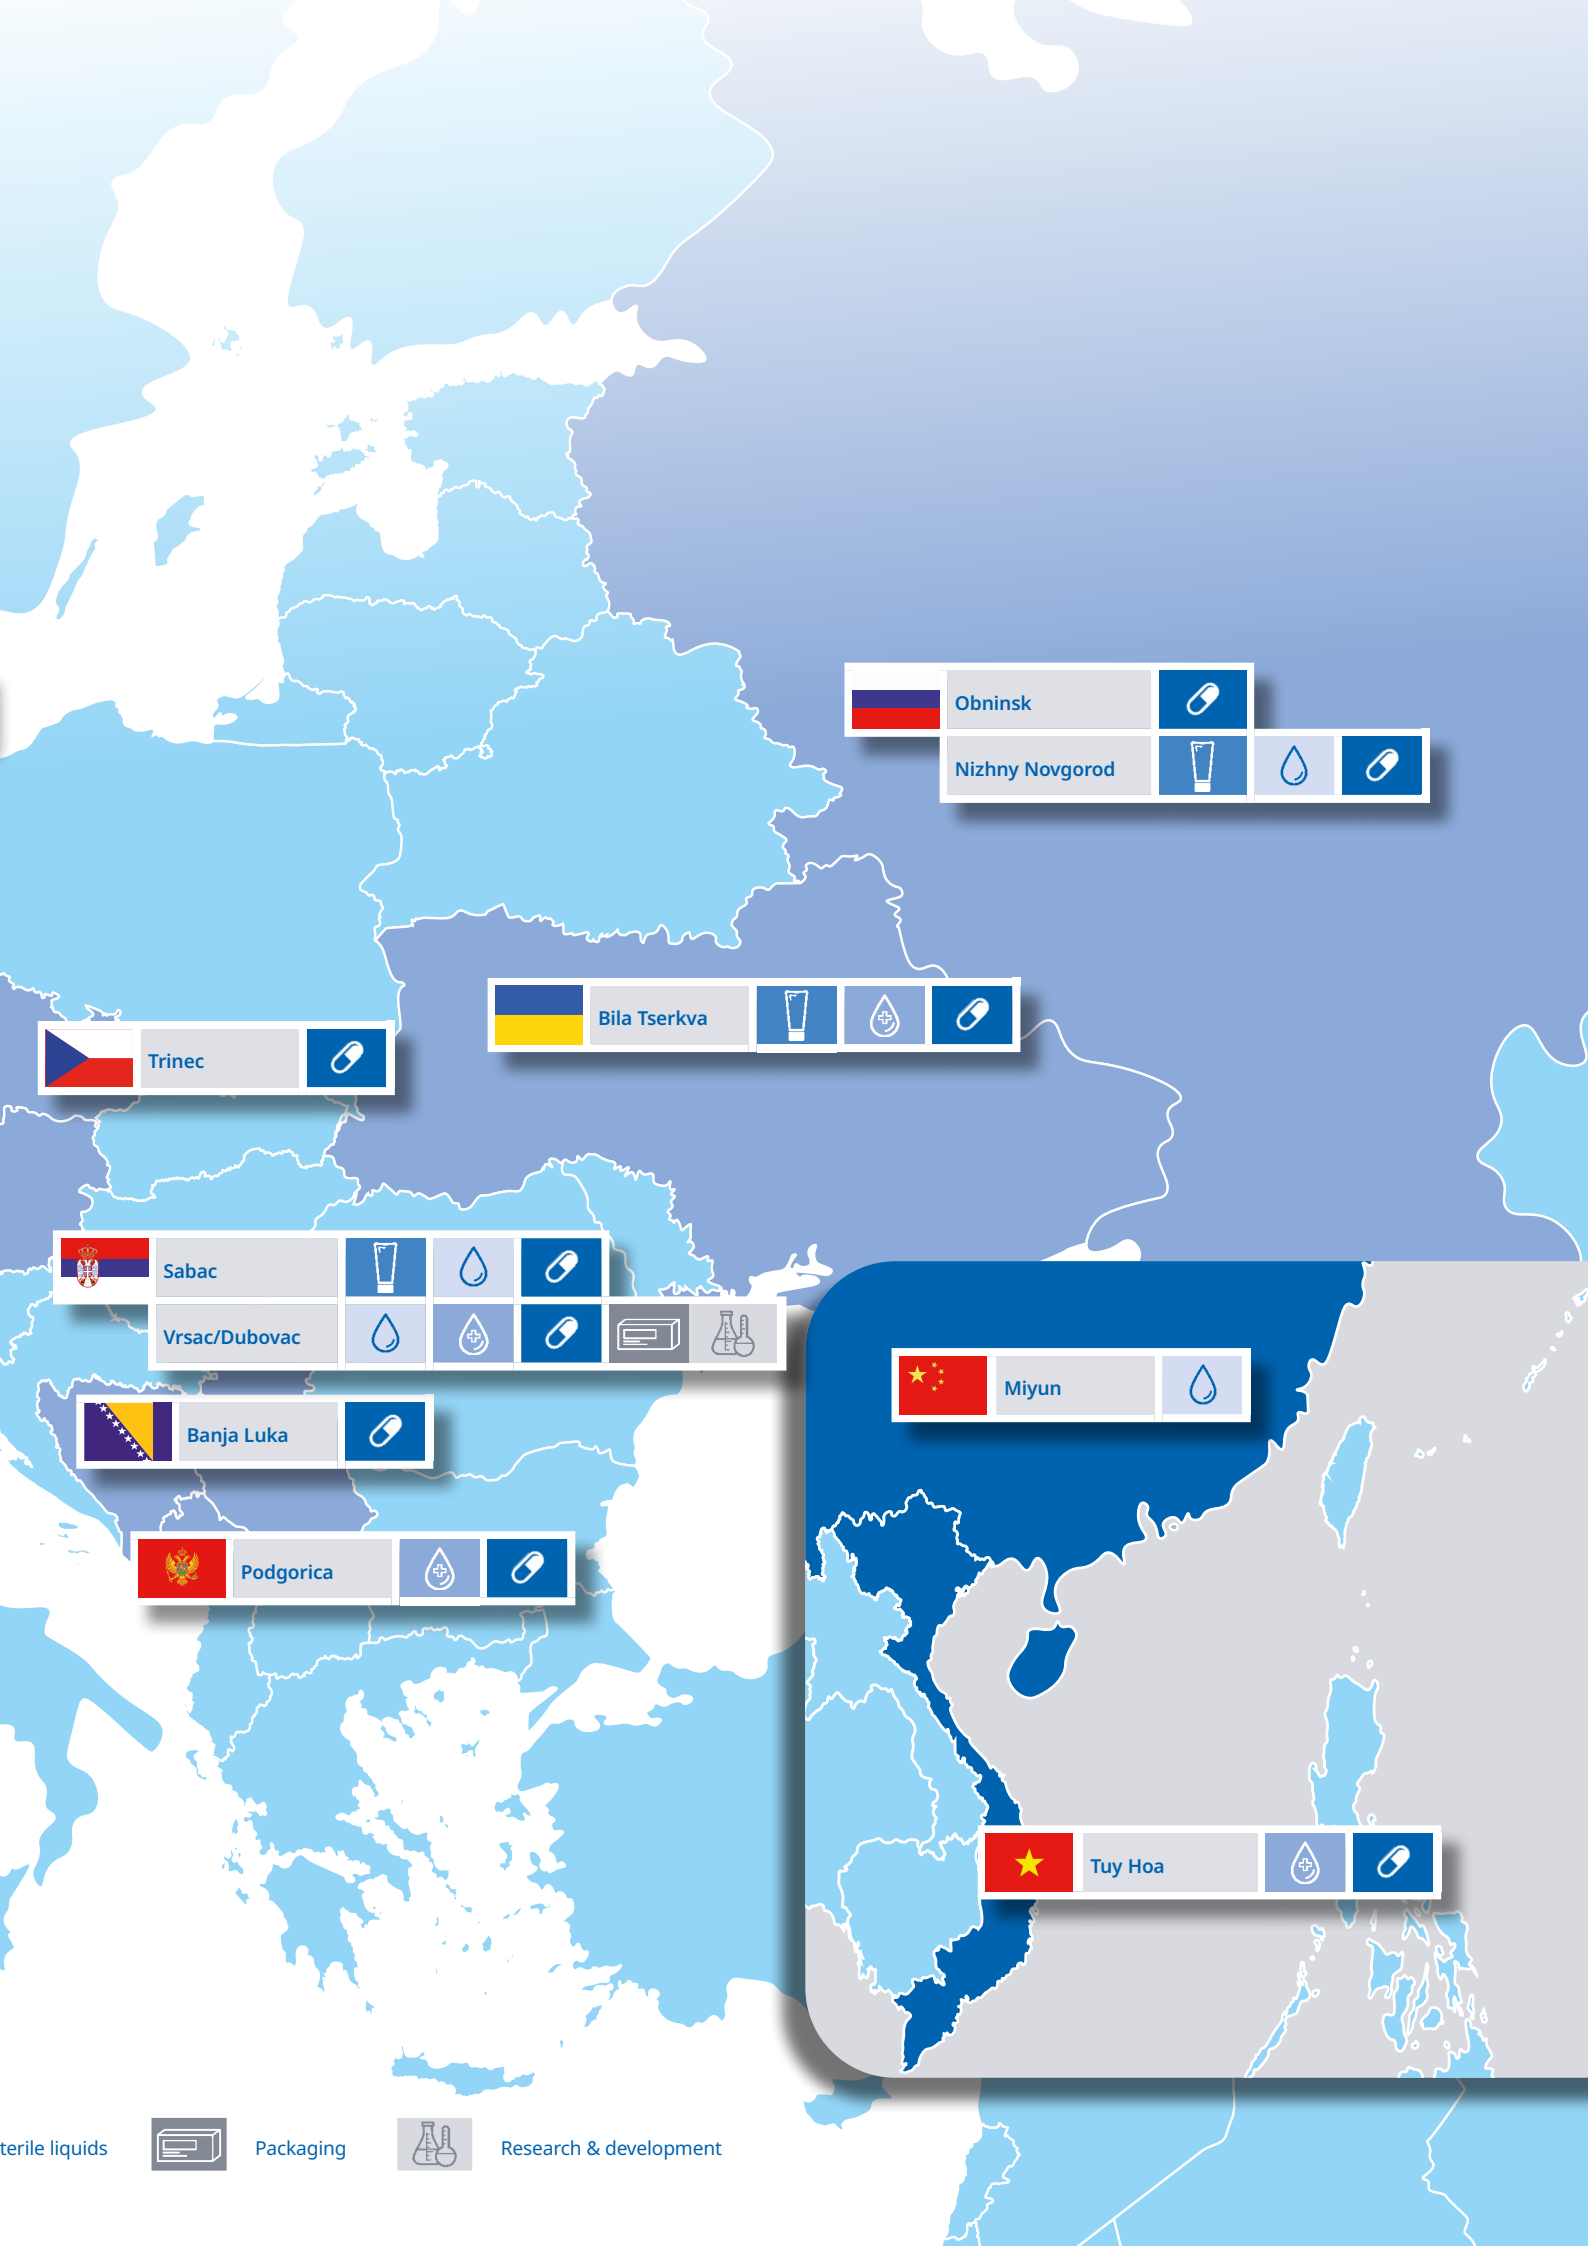 Obninsk
Nizhny Novgorod
Bila Tserkva
Trinec
Sabac
Vrsac/Dubovac
Miyun
Banja Luka
Podgorica
Tuy Hoa
terile liquids
Packaging
Research & development